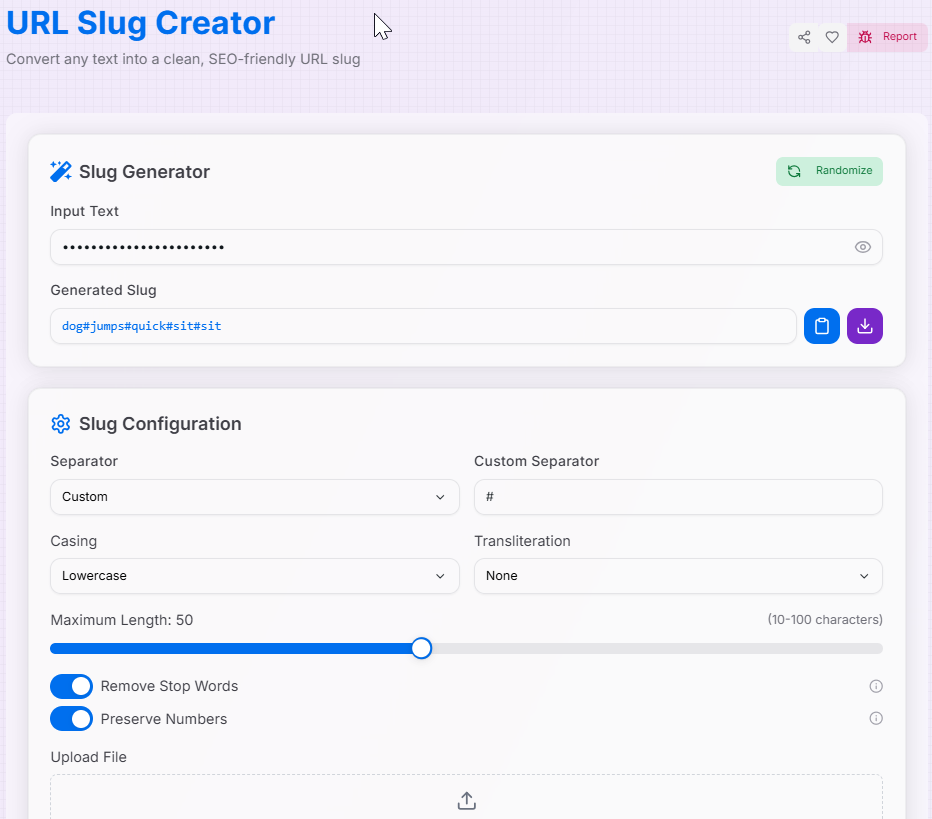 URL Slug Creator
Convert any text into a clean, SEO-friendly URL slug
Report
Slug Generator
Randomize
Input Text
•••••••••••••••••••••••
Generated Slug
dog#jumps#quick#sit#sit
Slug Configuration
Separator
Custom Separator
Custom
#
Casing
Transliteration
Lowercase
None
Maximum Length: 50
(10-100 characters)
Remove Stop Words
Preserve Numbers
Upload File